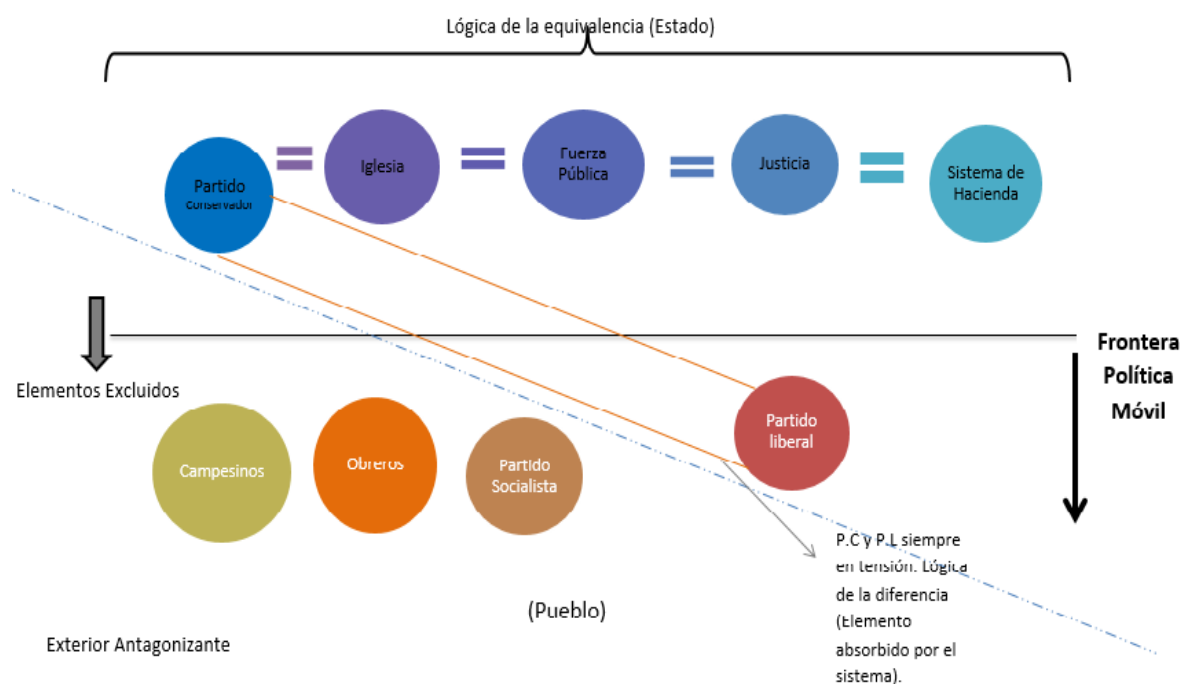 Lógica de la equivalencia (Estado)
Partido
Conservador
Iglesia
Fuerza
Pública
Justicia
Sistema de
Hacienda
Elementos Excluidos
Frontera
Política
Móvil
Campesinos
Obreros
Partido
Socialista
Partido
liberal
P.C y P.L siempre
en tensión. Lógica
de la diferencia
(Elemento
absorbido por el
sistema).
(Pueblo)
Exterior Antagonizante